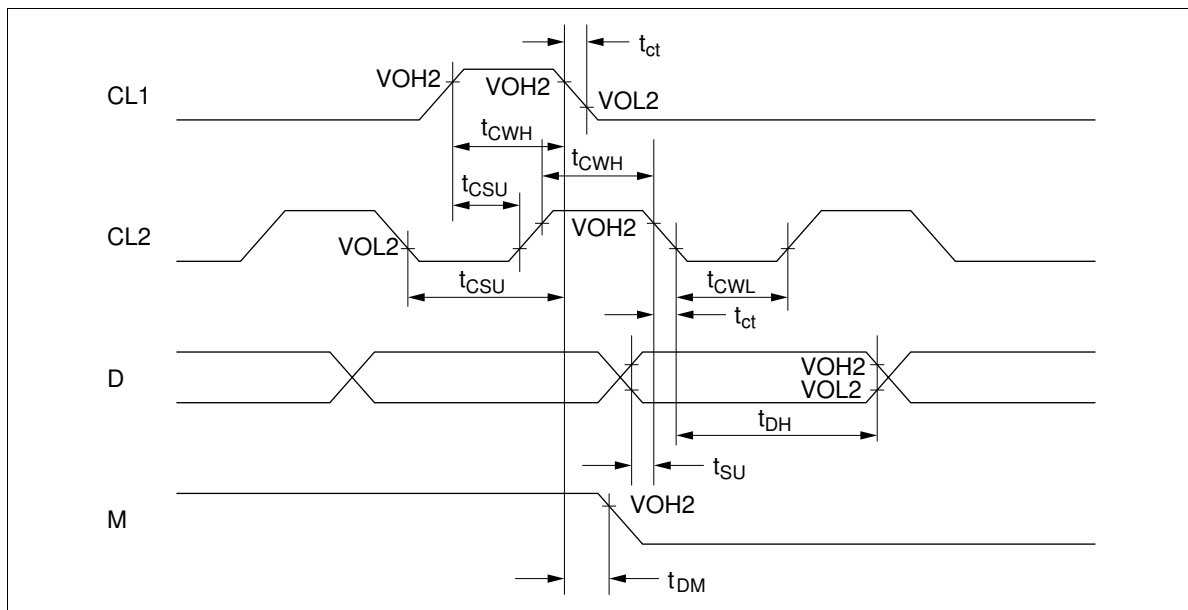 t_ct
VOH2 VOH2
CL1 VOL2
t_CWH
t_CWH
t_CSU
CL2 VOL2 VOH2
t_CSU t_CWL
t_ct
D VOH2
VOL2
t_DH
t_SU
M VOH2
t_DM